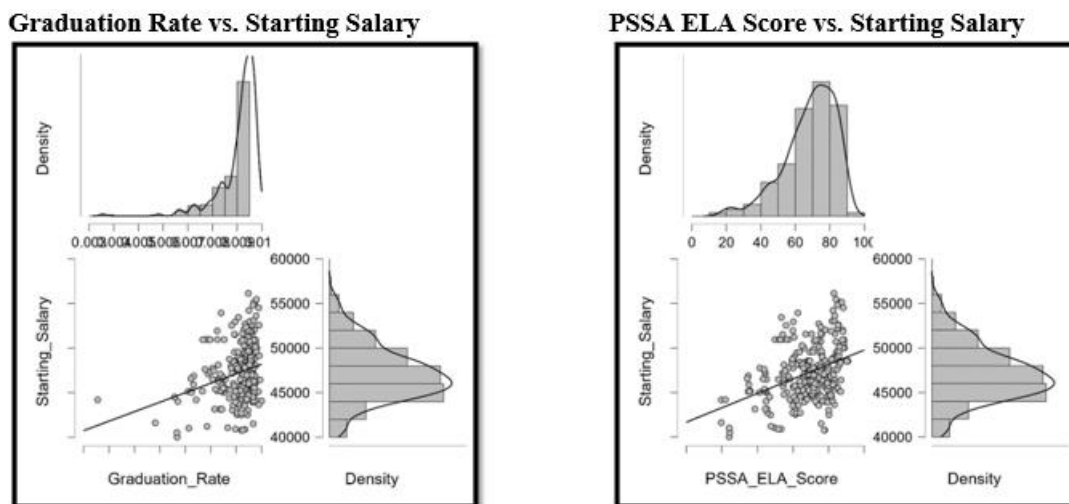 Graduation Rate vs. Starting Salary
Density
60000
55000
50000
45000
40000
Starting_Salary
Graduation_Rate
Density
PSSA ELA Score vs. Starting Salary
Density
0 20 40 60 80
60000
55000
50000
45000
40000
Starting_Salary
PSSA_ELA_Score
Density